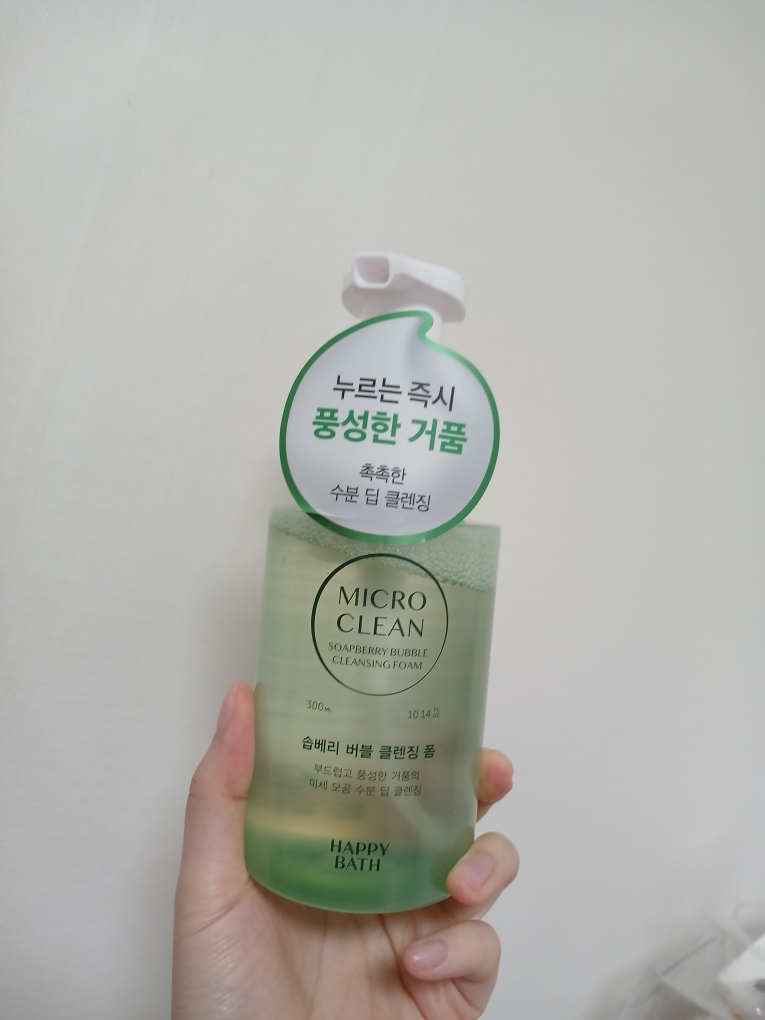 누르는 즉시
풍성한 거품
촉촉한
수분 딥 클렌징
MICRO
CLEAN
SOAPBERRY BUBBLE
CLEANSING FOAM
300ML 10.14 fl oz
솝베리 버블 클렌징 폼
부드럽고 풍성한 거품의
미세 모공 수분 딥 클렌징
HAPPY
BATH